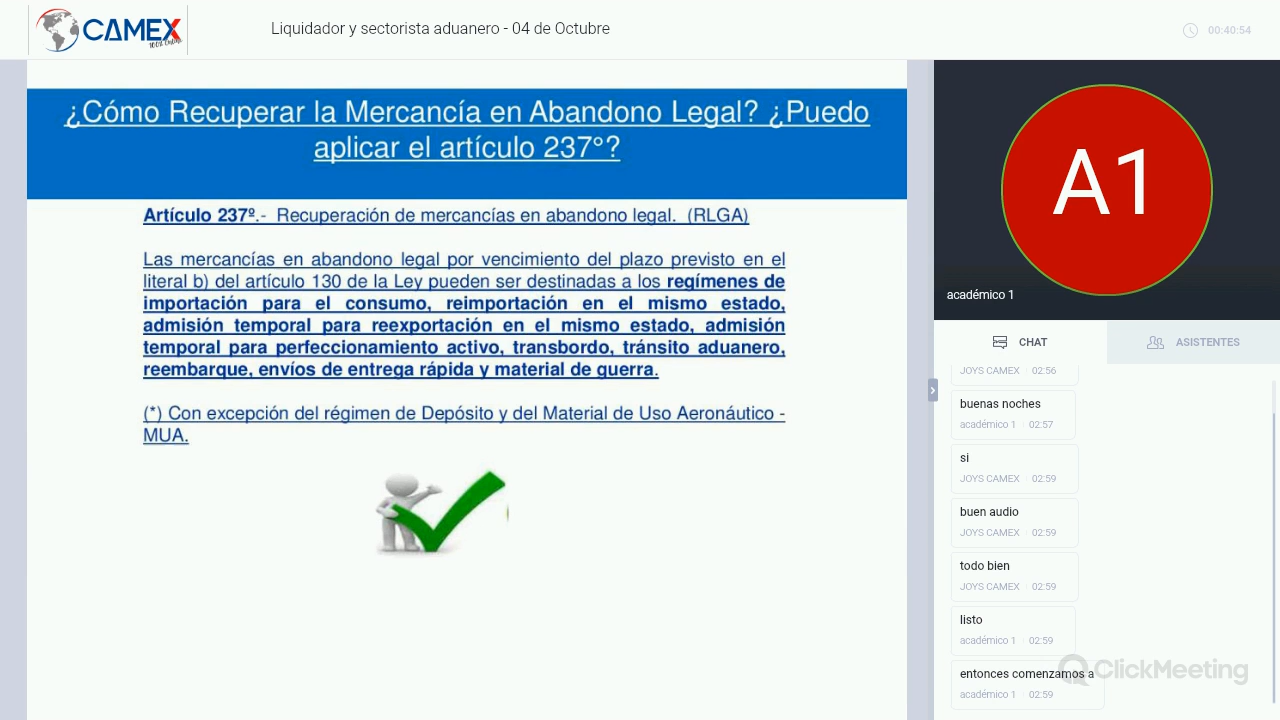 CAMEX
100% Online
Liquidador y sectorista aduanero - 04 de Octubre
00:40:54
¿Cómo Recuperar la Mercancía en Abandono Legal? ¿Puedo
aplicar el artículo 237°?
Artículo 237º.- Recuperación de mercancías en abandono legal. (RLGA)
Las mercancías en abandono legal por vencimiento del plazo previsto en el
literal b) del artículo 130 de la Ley pueden ser destinadas a los regímenes de
importación para el consumo, reimportación en el mismo estado,
admisión temporal para reexportación en el mismo estado, admisión
temporal para perfeccionamiento activo, transbordo, tránsito aduanero,
reembarque, envíos de entrega rápida y material de guerra.
(*) Con excepción del régimen de Depósito y del Material de Uso Aeronáutico -
MUA.
A1
académico 1
CHAT
ASISTENTES
JOYS CAMEX 02:56
buenas noches
académico 1 02:57
si
JOYS CAMEX 02:59
buen audio
JOYS CAMEX 02:59
todo bien
JOYS CAMEX 02:59
listo
académico 1 02:59
entonces comenzamos a
académico 1 02:59
ClickMeeting